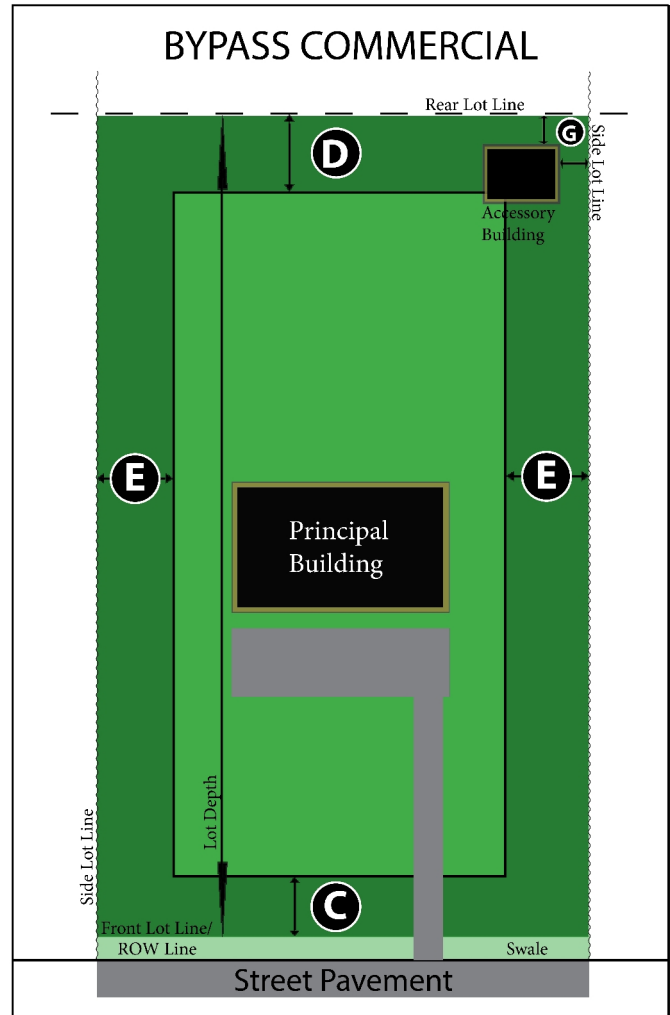 BYPASS COMMERCIAL
Rear Lot Line
D
G
Side Lot Line
Accessory
Building
E
E
Principal
Building
Lot Depth
Side Lot Line
C
Front Lot Line/
ROW Line
Swale
Street Pavement